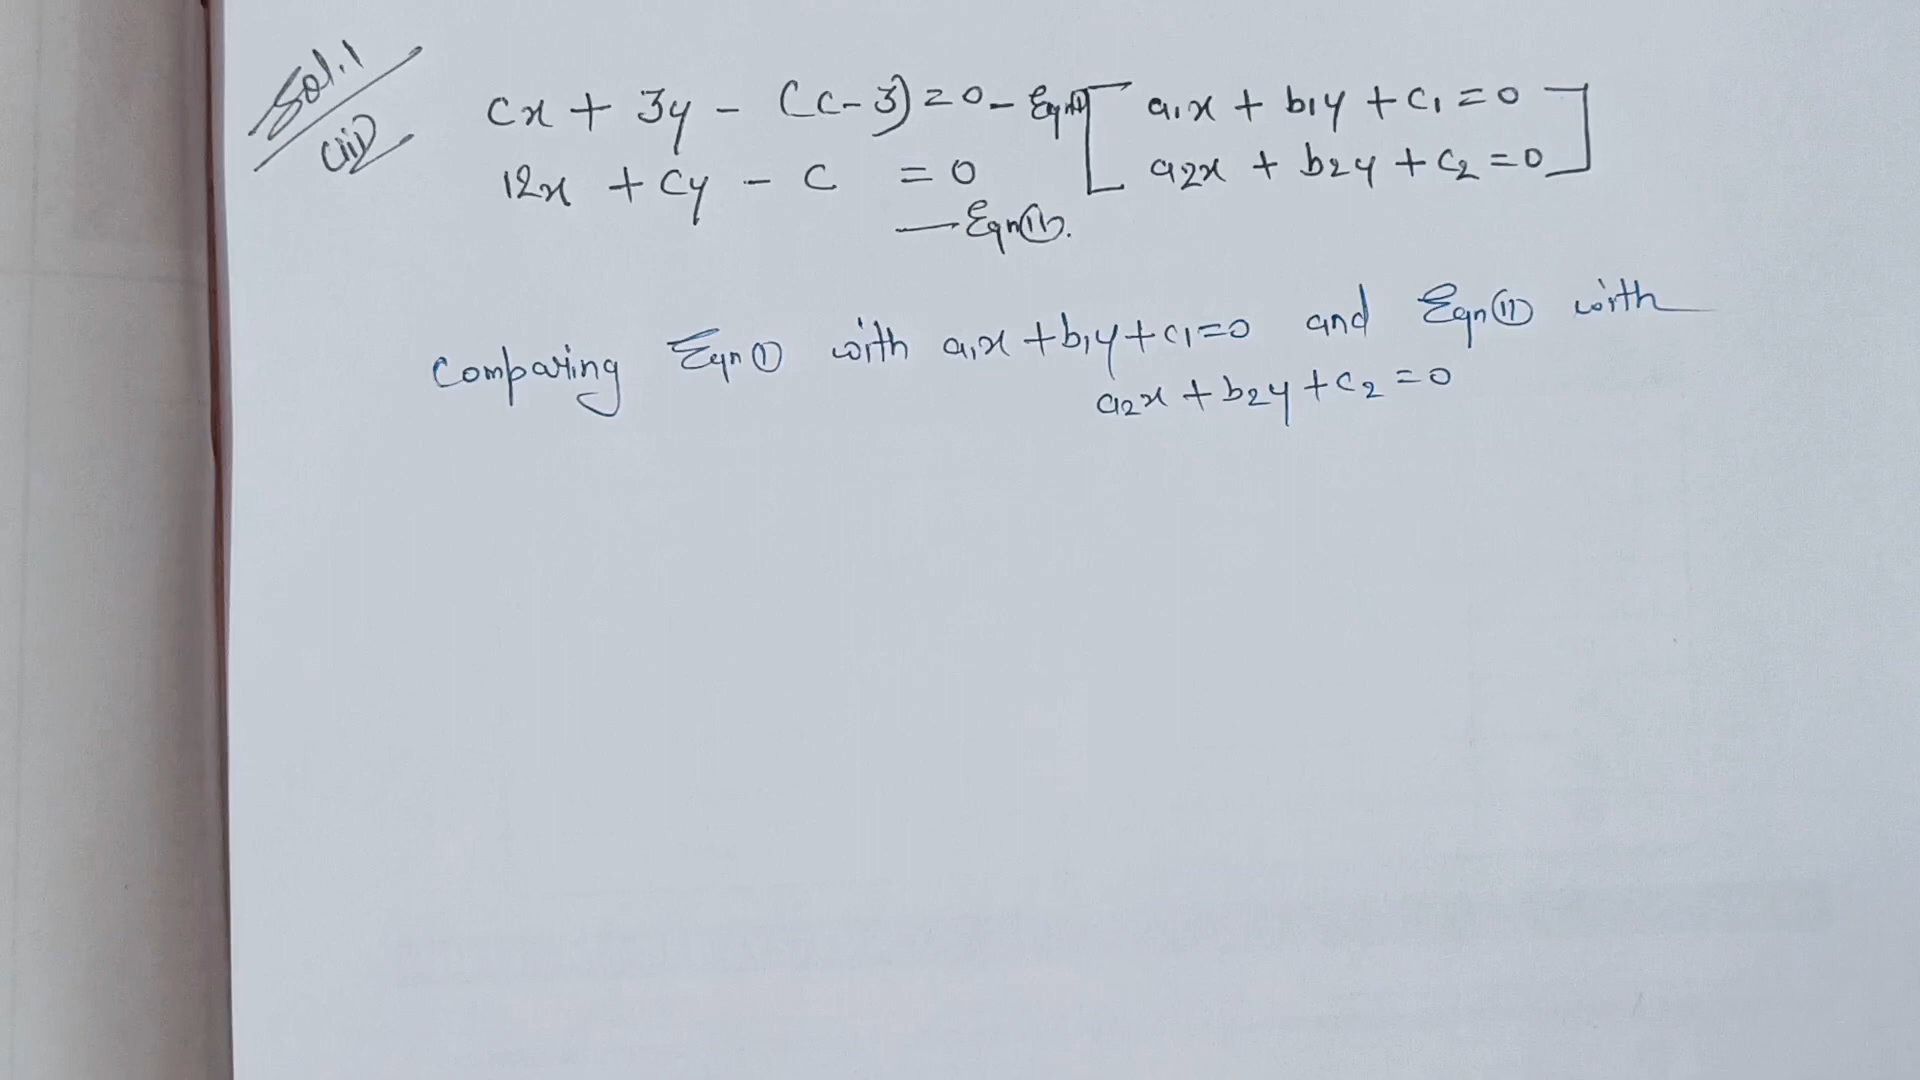 Sol.1
(iii)
cx + 3y - (c-3) = 0 - Eqn(I) [ a1x + b1y + c1 = 0
12x + cy - c = 0 a2x + b2y + c2 = 0 ]
— Eqn(II).
Comparing Eqn(I) with a1x + b1y + c1 = 0 and Eqn(II) with
a2x + b2y + c2 = 0